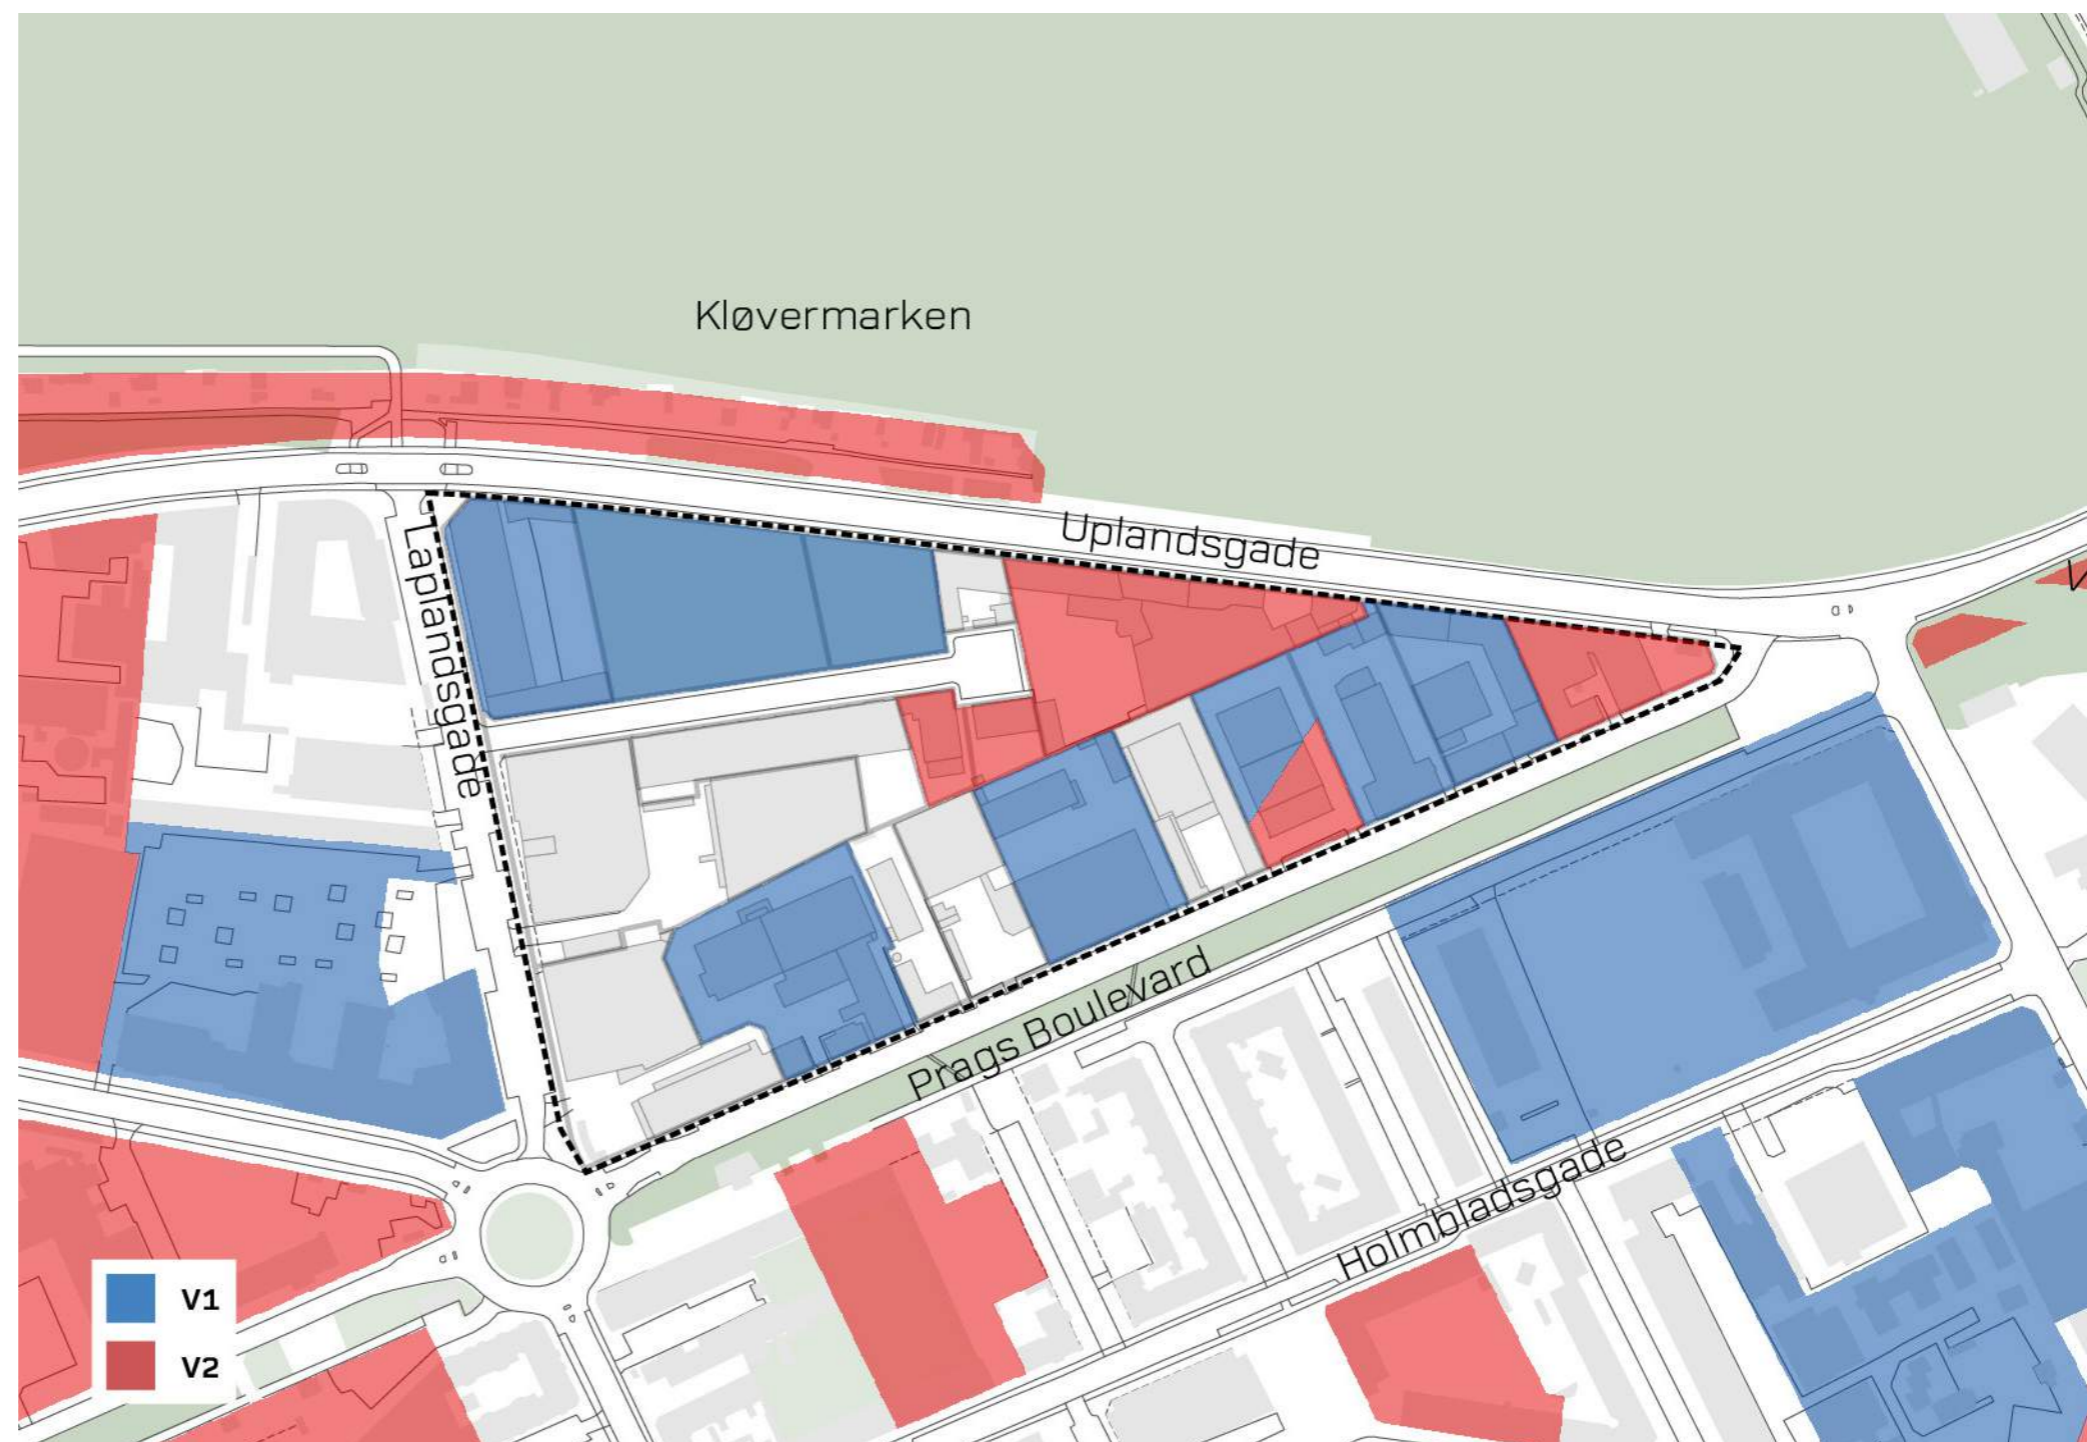 Kløvermarken
Uplandsgade
Laplandsgade
Prags Boulevard
Holmbladsgade
V1
V2